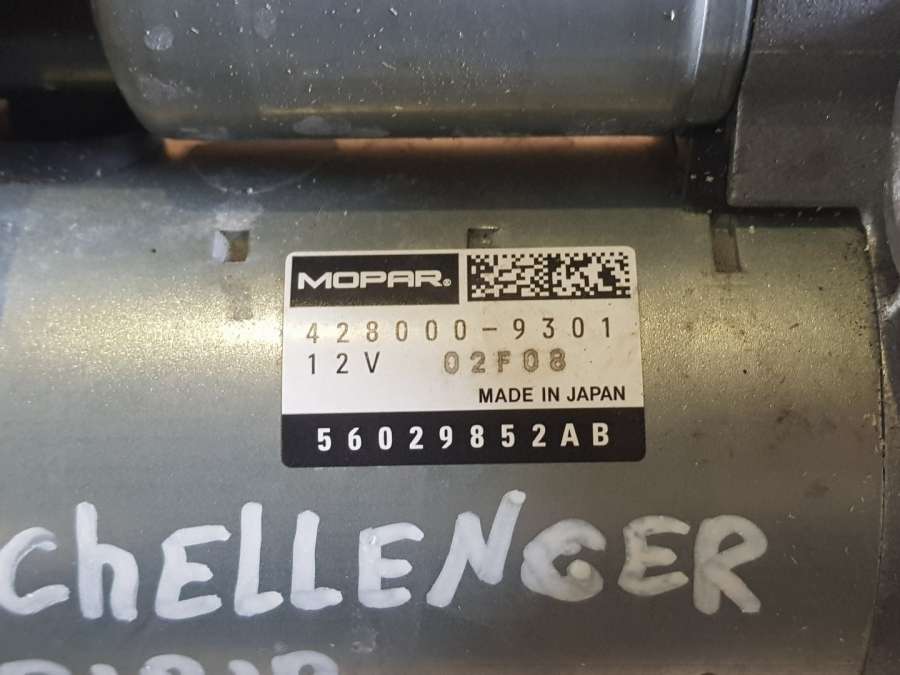 MOPAR®
428000-9301
12V 02F08
MADE IN JAPAN
56029852AB
ChELLENGER